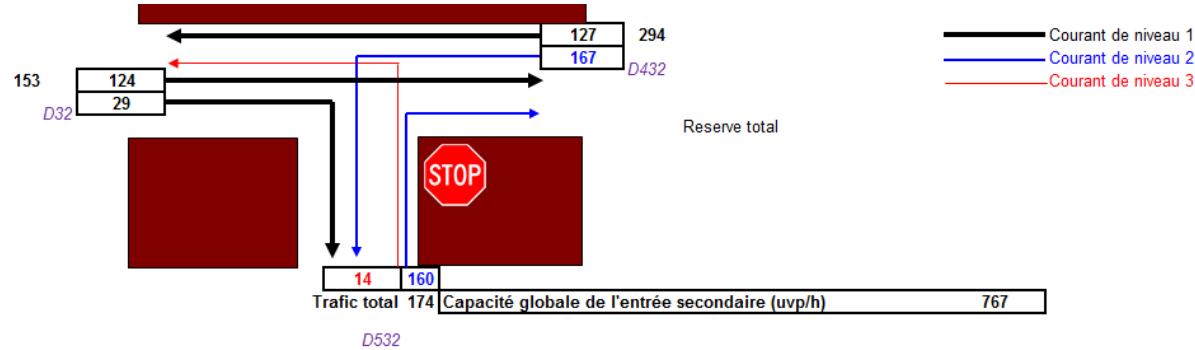 127 294
Courant de niveau 1
167
Courant de niveau 2
D432
153 124
Courant de niveau 3
29
D32
Reserve total
STOP
14 160
Trafic total 174 Capacité globale de l'entrée secondaire (uvp/h) 767
D532